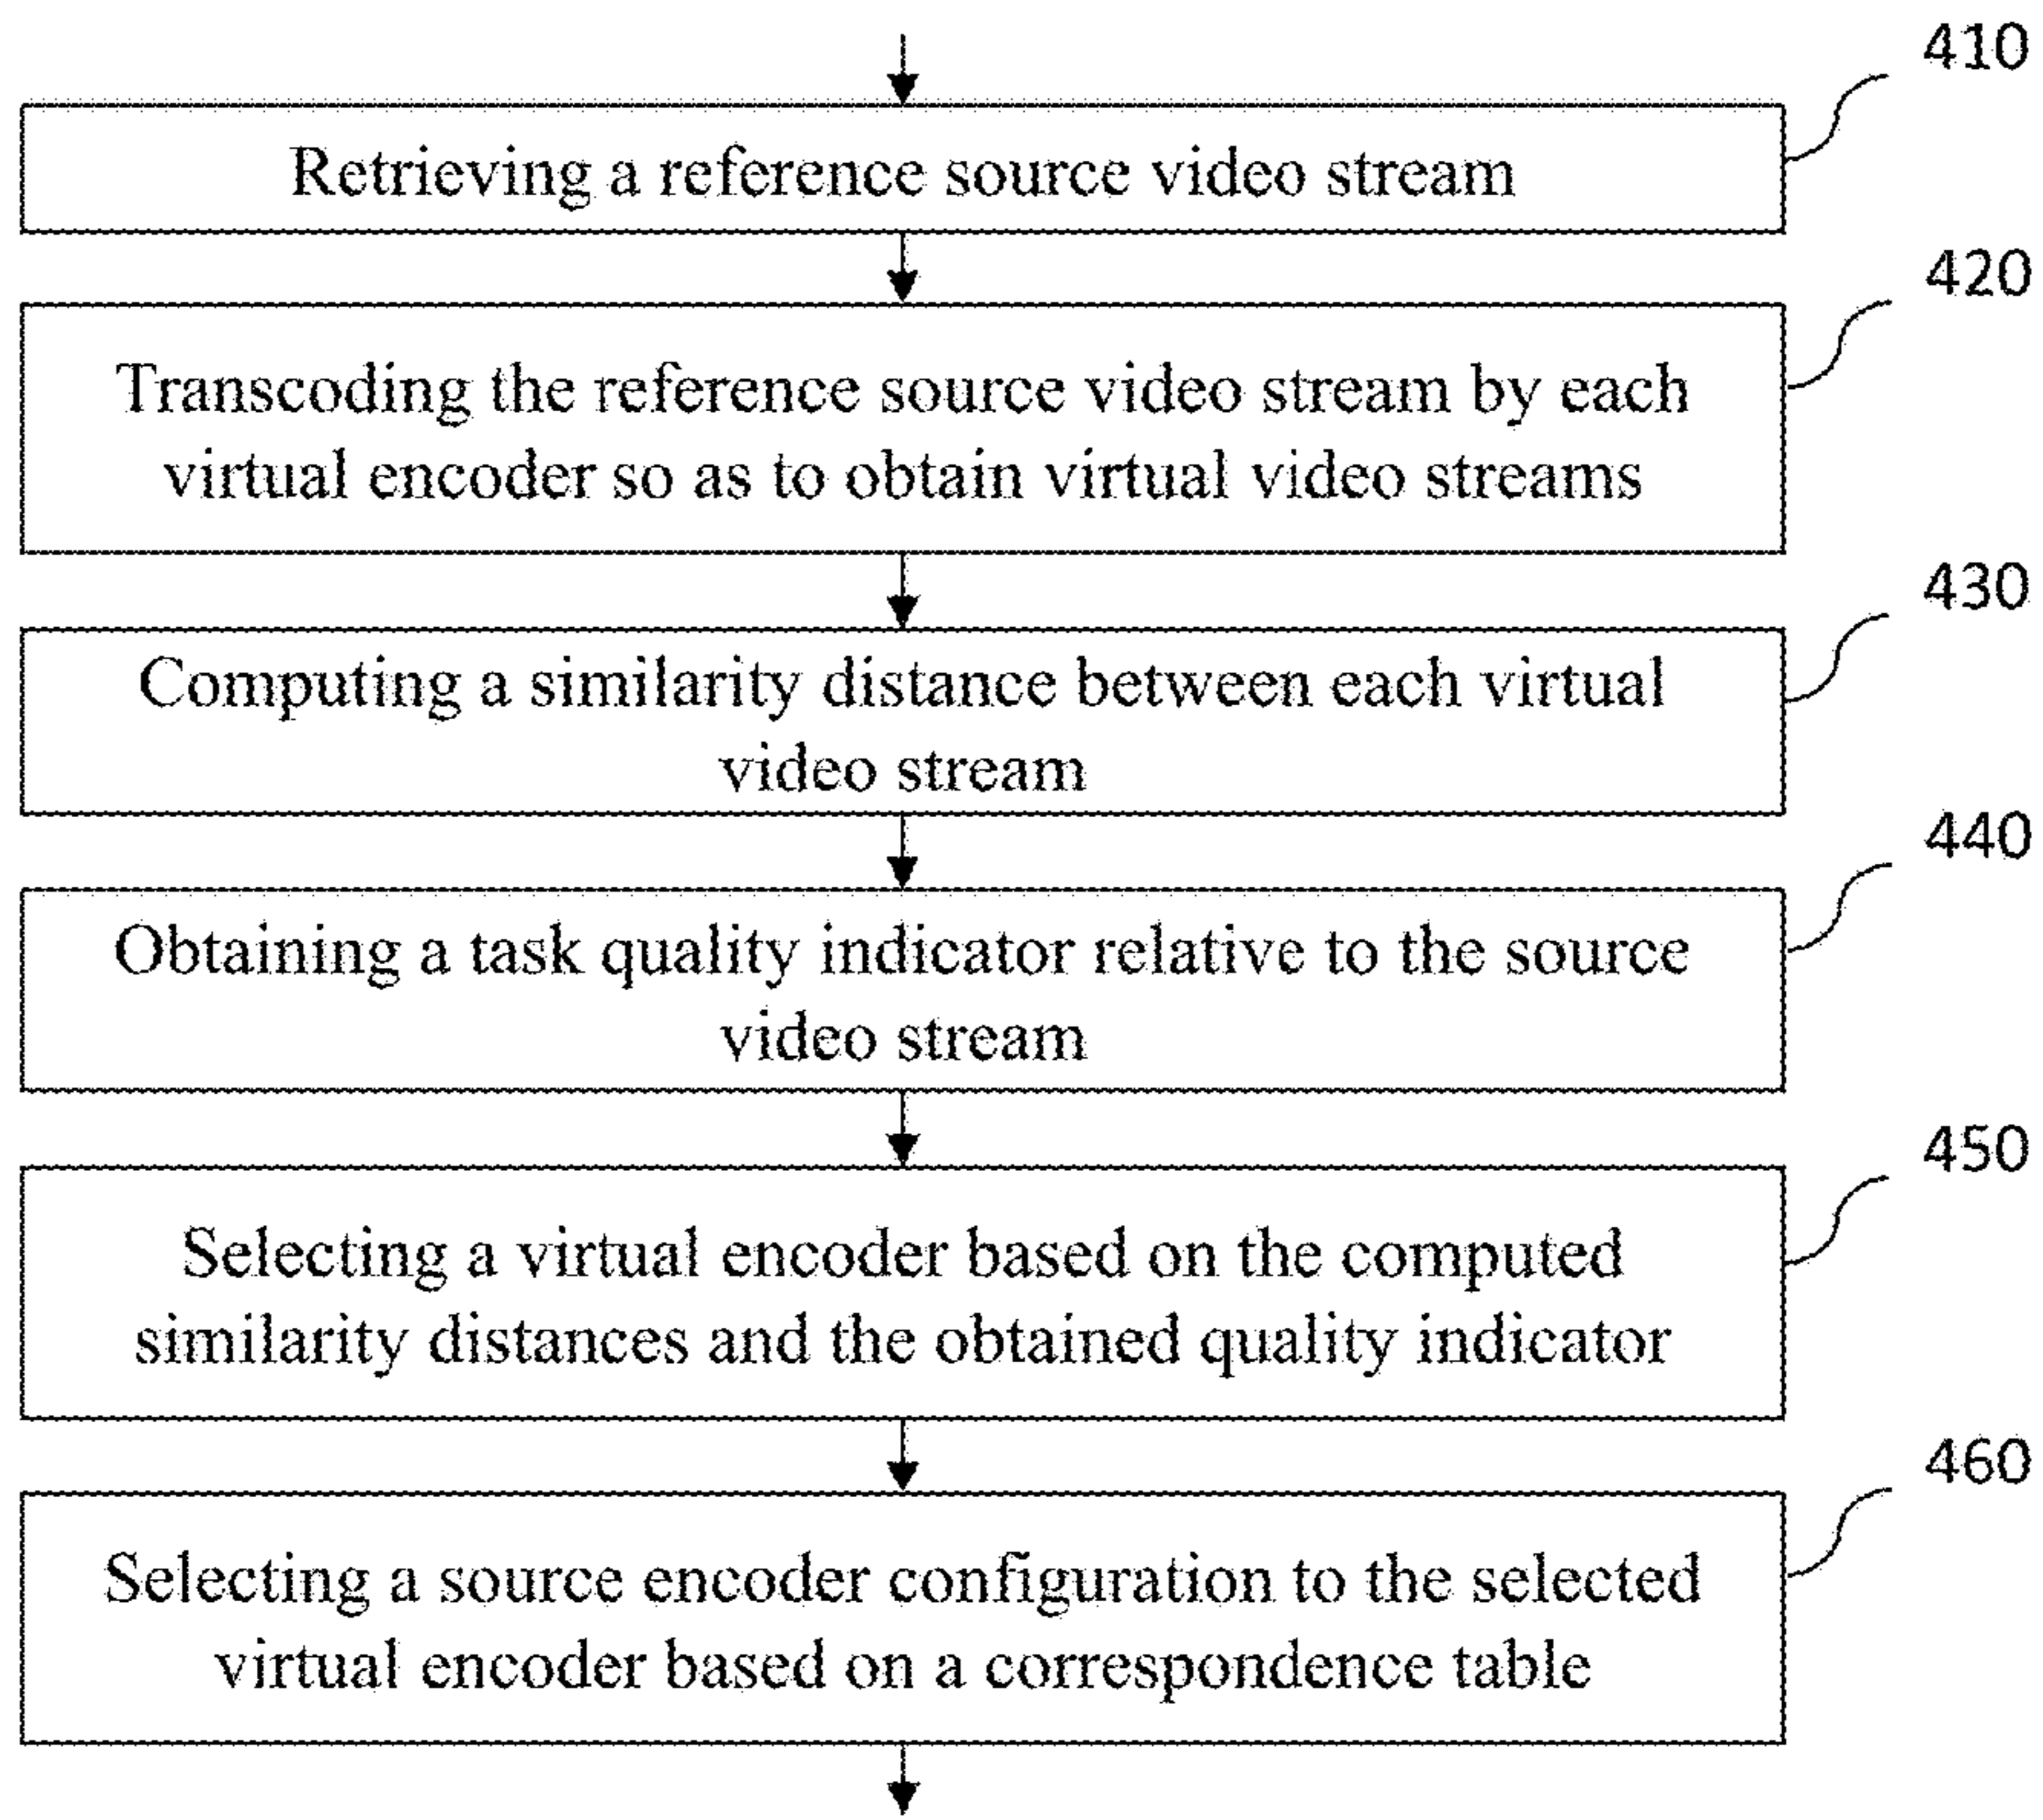 410
Retrieving a reference source video stream
420
Transcoding the reference source video stream by each
virtual encoder so as to obtain virtual video streams
430
Computing a similarity distance between each virtual
video stream
440
Obtaining a task quality indicator relative to the source
video stream
450
Selecting a virtual encoder based on the computed
similarity distances and the obtained quality indicator
460
Selecting a source encoder configuration to the selected
virtual encoder based on a correspondence table